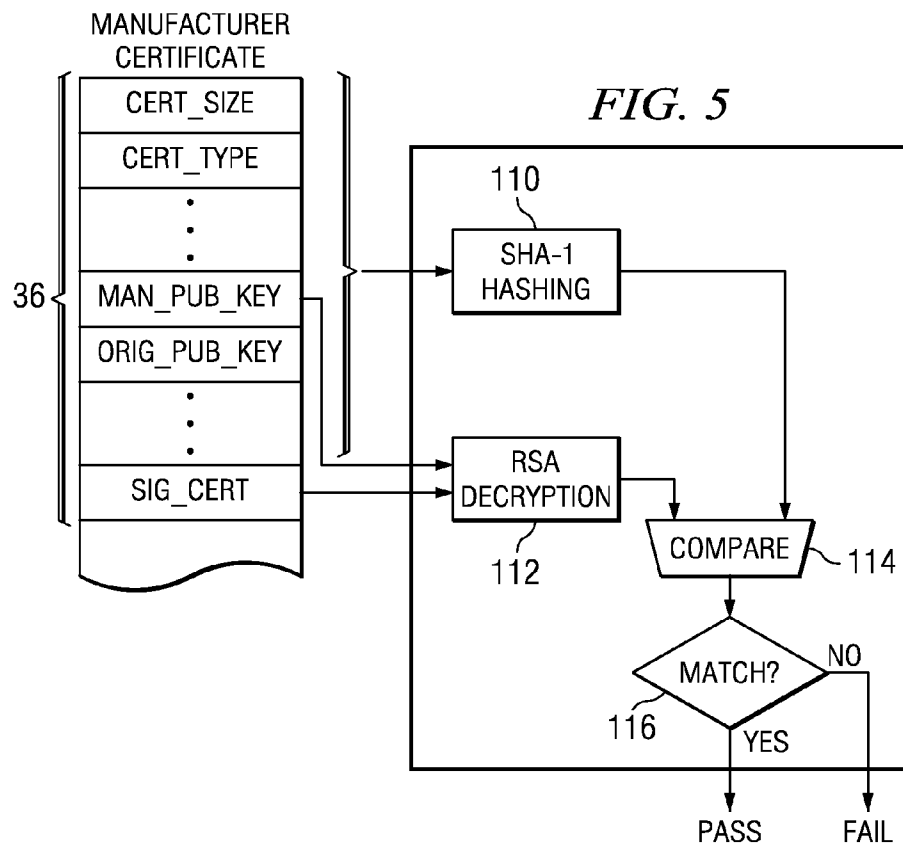 MANUFACTURER
CERTIFICATE
CERT_SIZE
CERT_TYPE
36
MAN_PUB_KEY
ORIG_PUB_KEY
SIG_CERT
FIG. 5
110
SHA-1
HASHING
RSA
DECRYPTION
112
COMPARE
114
MATCH?
NO
116
YES
PASS
FAIL